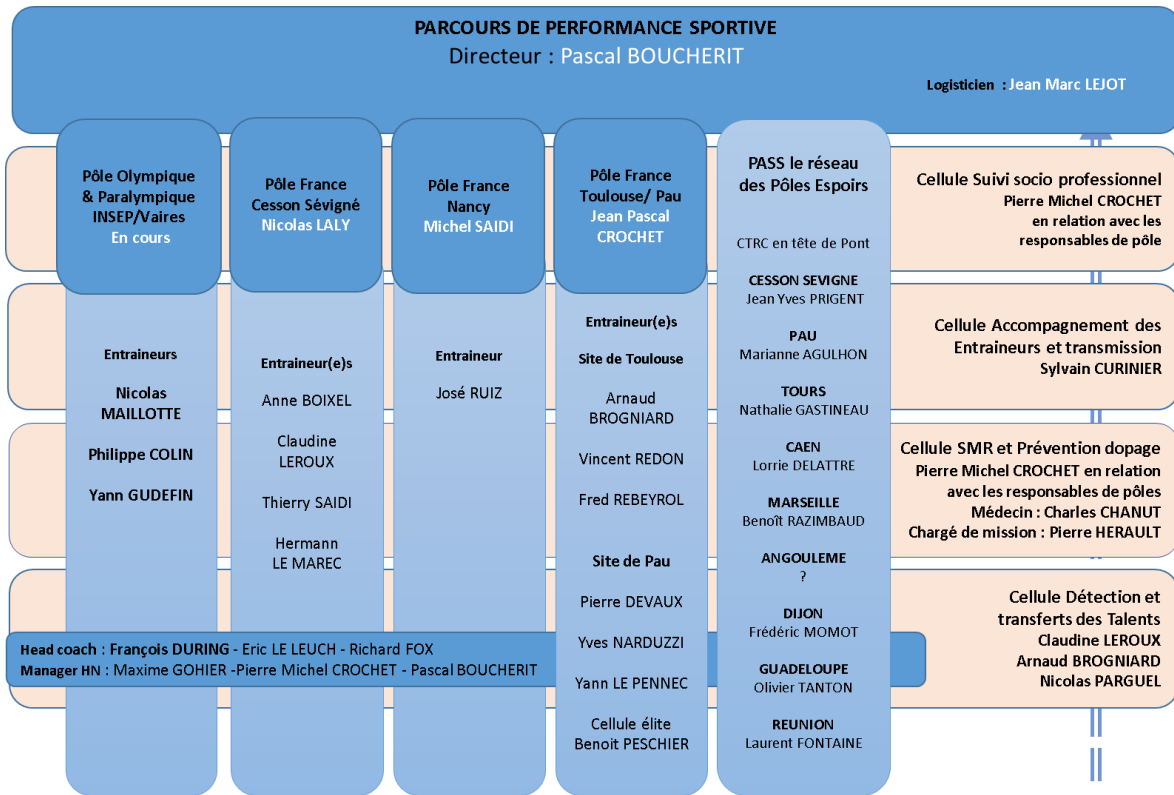 PARCOURS DE PERFORMANCE SPORTIVE
Directeur : Pascal BOUCHERIT
Logisticien : Jean Marc LEJOT
Pôle Olympique
& Paralympique
INSEP/Vaires
En cours
Entraineurs
Nicolas
MAILLOTTE
Philippe COLIN
Yann GUDEFIN
Pôle France
Cesson Sévigné
Nicolas LALY
Entraineur(e)s
Anne BOIXEL
Claudine
LEROUX
Thierry SAIDI
Hermann
LE MAREC
Pôle France
Nancy
Michel SAIDI
Entraineur
José RUIZ
Pôle France
Toulouse/ Pau
Jean Pascal
CROCHET
Entraineur(e)s
Site de Toulouse
Arnaud
BROGNIARD
Vincent REDON
Fred REBEYROL
Site de Pau
Pierre DEVAUX
Yves NARDUZZI
Yann LE PENNEC
Cellule élite
Benoit PESCHIER
PASS le réseau
des Pôles Espoirs
CTRC en tête de Pont
CESSON SEVIGNE
Jean Yves PRIGENT
PAU
Marianne AGULHON
TOURS
Nathalie GASTINEAU
CAEN
Lorrie DELATTRE
MARSEILLE
Benoît RAZIMBAUD
ANGOULEME
?
DIJON
Frédéric MOMOT
GUADELOUPE
Olivier TANTON
REUNION
Laurent FONTAINE
Cellule Suivi socio professionnel
Pierre Michel CROCHET
en relation avec les
responsables de pôle
Cellule Accompagnement des
Entraineurs et transmission
Sylvain CURINIER
Cellule SMR et Prévention dopage
Pierre Michel CROCHET en relation
avec les responsables de pôles
Médecin : Charles CHANUT
Chargé de mission : Pierre HERAULT
Cellule Détection et
transferts des Talents
Claudine LEROUX
Arnaud BROGNIARD
Nicolas PARGUEL
Head coach : François DURING - Eric LE LEUCH - Richard FOX
Manager HN : Maxime GOHIER -Pierre Michel CROCHET - Pascal BOUCHERIT